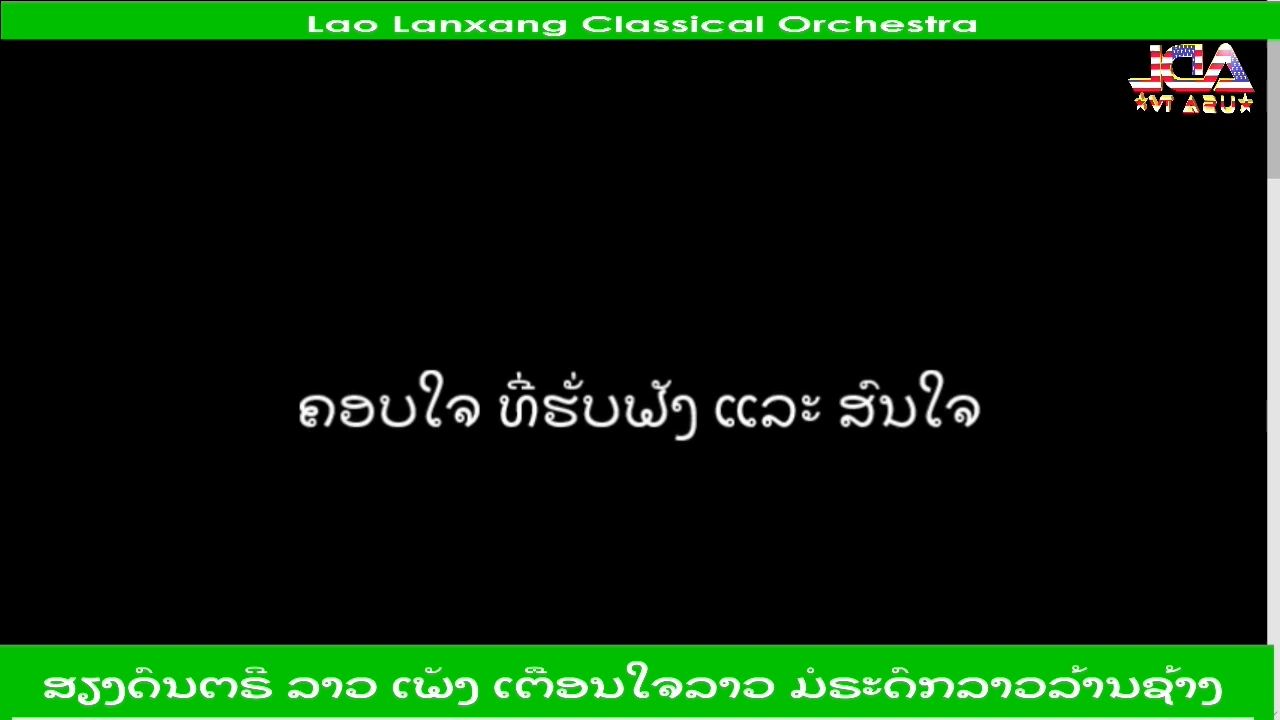 Lao Lanxang Classical Orchestra
ຄອບໃຈ ທີ່ຮັ່ບຟັງ ແລະ ສົນໃຈ
ສຽງດົນຕຣີ ລາວ ເພັງ ເຕືອນໃຈລາວ ມໍຣະດົກລາວລ້ານຊ້າງ